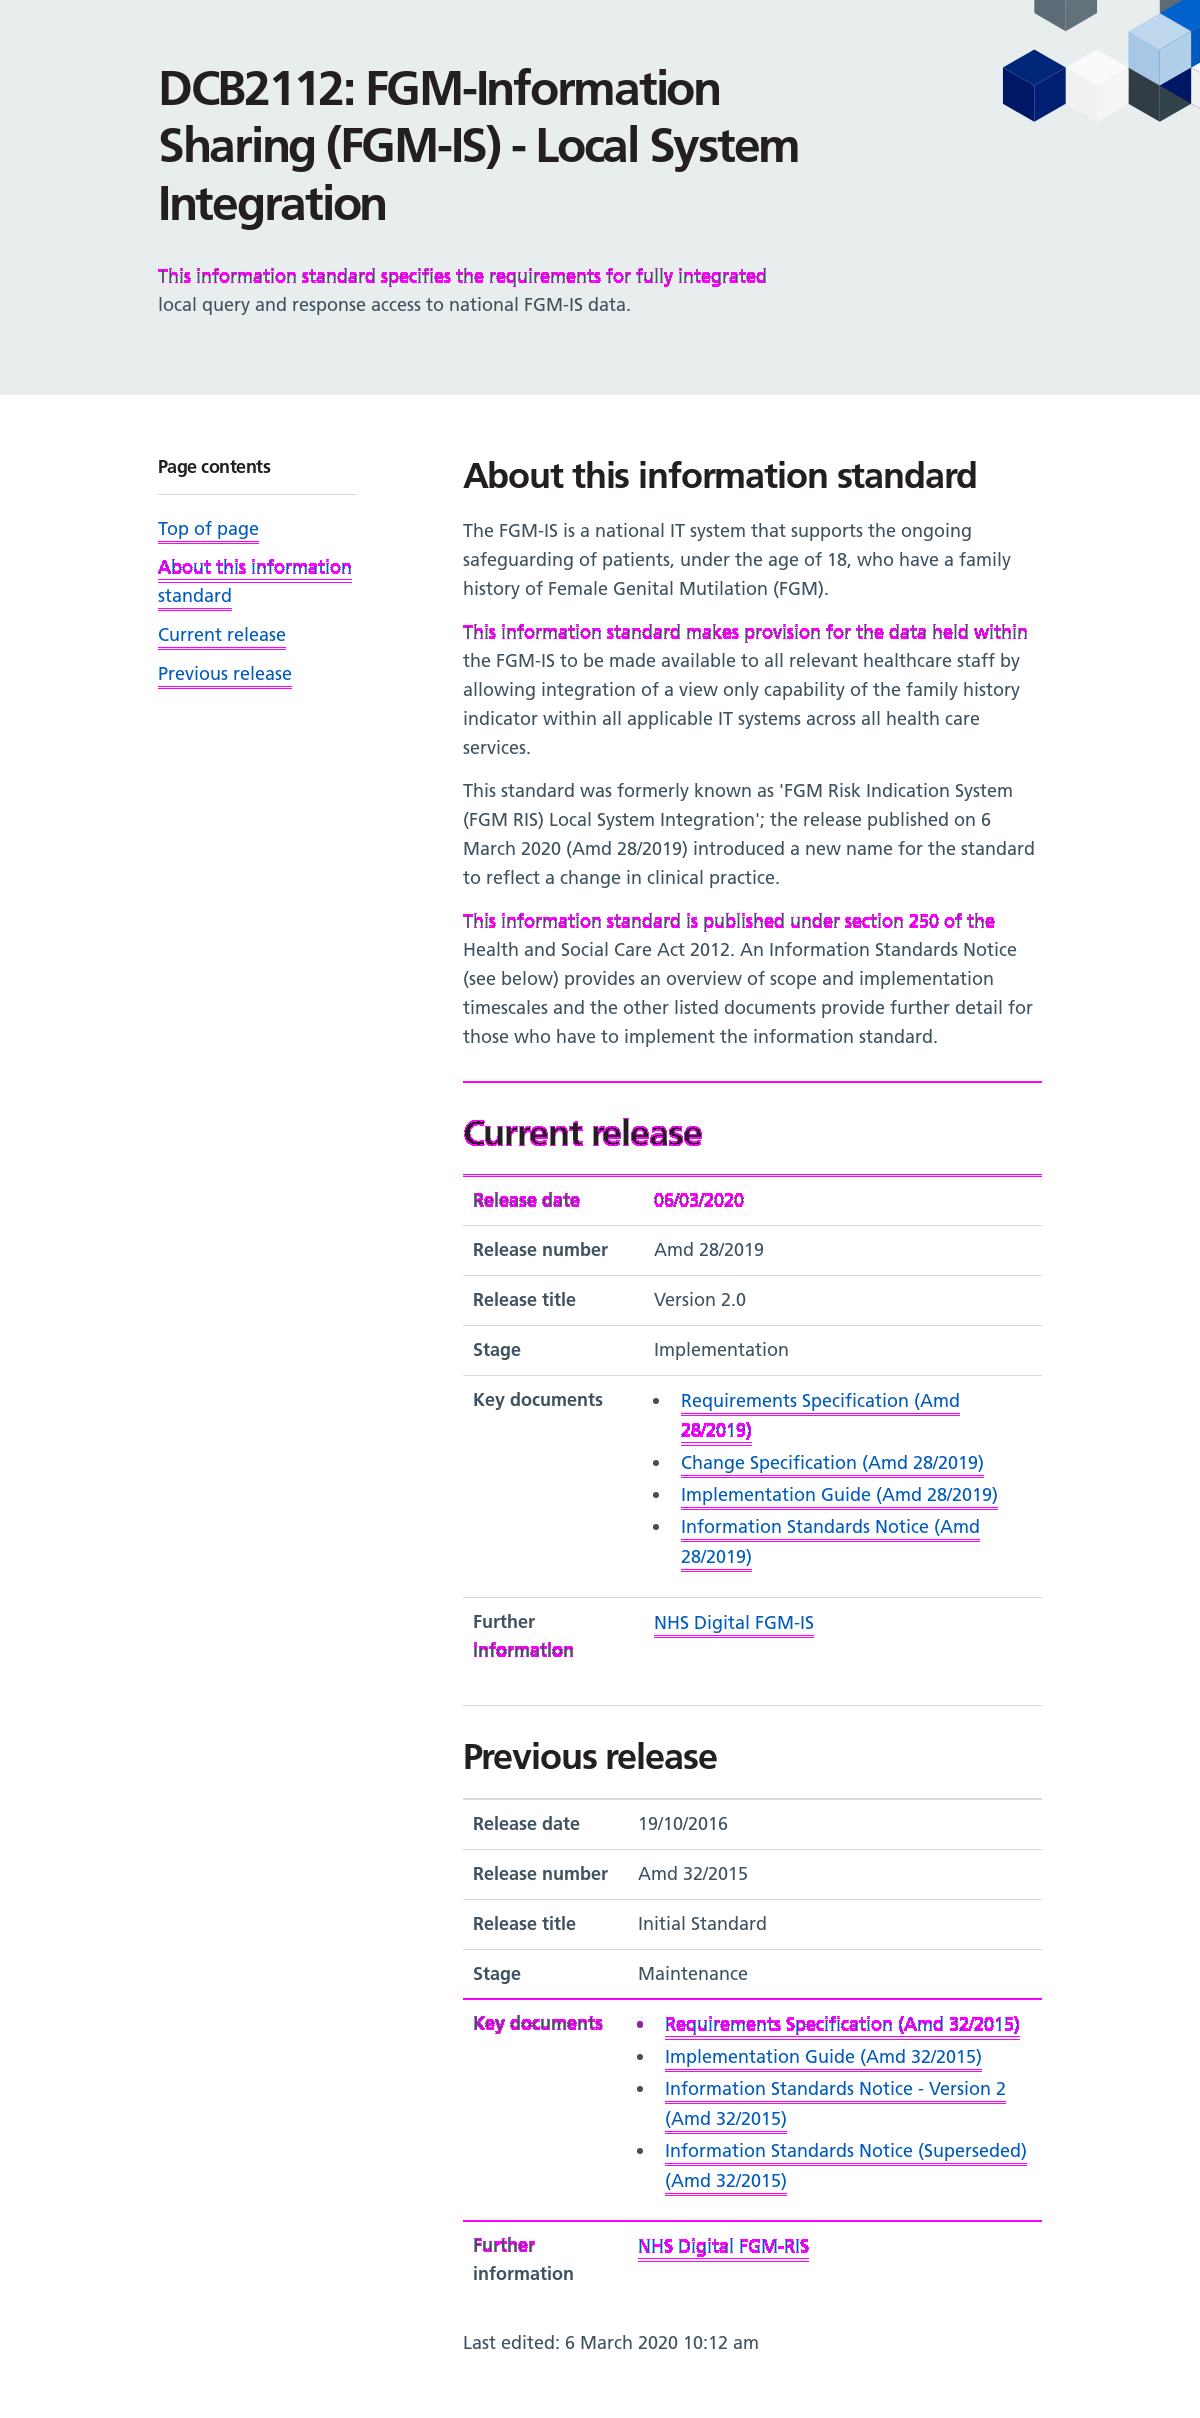 DCB2112: FGM-Information
Sharing (FGM-IS) - Local System
Integration
This information standard specifies the requirements for fully integrated
local query and response access to national FGM-IS data.
Page contents
Top of page
About this information
standard
Current release
Previous release
About this information standard
The FGM-IS is a national IT system that supports the ongoing
safeguarding of patients, under the age of 18, who have a family
history of Female Genital Mutilation (FGM).
This information standard makes provision for the data held within
the FGM-IS to be made available to all relevant healthcare staff by
allowing integration of a view only capability of the family history
indicator within all applicable IT systems across all health care
services.
This standard was formerly known as 'FGM Risk Indication System
(FGM RIS) Local System Integration'; the release published on 6
March 2020 (Amd 28/2019) introduced a new name for the standard
to reflect a change in clinical practice.
This information standard is published under section 250 of the
Health and Social Care Act 2012. An Information Standards Notice
(see below) provides an overview of scope and implementation
timescales and the other listed documents provide further detail for
those who have to implement the information standard.
Current release
Release date 06/03/2020
Release number Amd 28/2019
Release title Version 2.0
Stage Implementation
Key documents • Requirements Specification (Amd
28/2019)
• Change Specification (Amd 28/2019)
• Implementation Guide (Amd 28/2019)
• Information Standards Notice (Amd
28/2019)
Further NHS Digital FGM-IS
information
Previous release
Release date 19/10/2016
Release number Amd 32/2015
Release title Initial Standard
Stage Maintenance
Key documents • Requirements Specification (Amd 32/2015)
• Implementation Guide (Amd 32/2015)
• Information Standards Notice - Version 2
(Amd 32/2015)
• Information Standards Notice (Superseded)
(Amd 32/2015)
Further NHS Digital FGM-RIS
information
Last edited: 6 March 2020 10:12 am